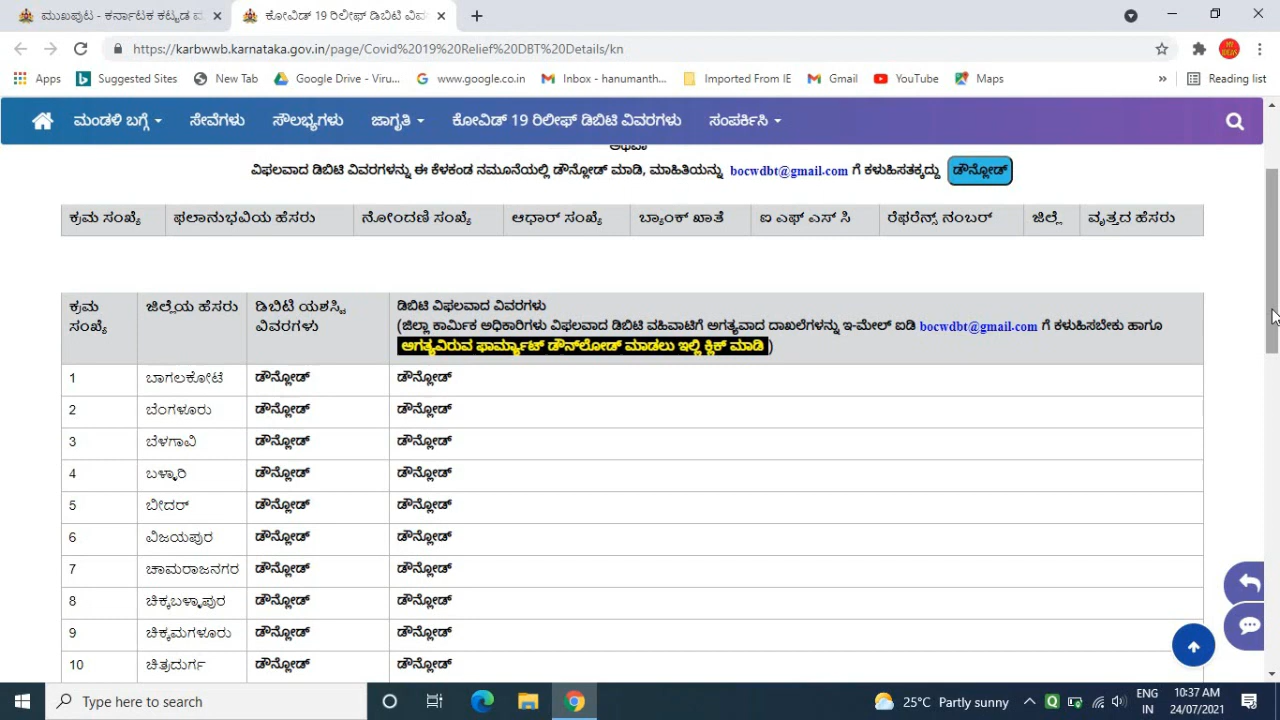 ಮುಖಪುಟ - ಕರ್ನಾಟಕ ಕಟ್ಟಡ ಮ
ಕೋವಿಡ್ 19 ರಿಲೀಫ್ ಡಿಬಿಟಿ ವಿವ
https://karbwwb.karnataka.gov.in/page/Covid%2019%20Relief%20DBT%20Details/kn
Apps Suggested Sites New Tab Google Drive - Viru... www.google.co.in Inbox - hanumanth... Imported From IE Gmail YouTube Maps » Reading list
ಮಂಡಳಿ ಬಗ್ಗೆ ಸೇವೆಗಳು ಸೌಲಭ್ಯಗಳು ಜಾಗೃತಿ ಕೋವಿಡ್ 19 ರಿಲೀಫ್ ಡಿಬಿಟಿ ವಿವರಗಳು ಸಂಪರ್ಕಿಸಿ
ಅಥವಾ
ವಿಫಲವಾದ ಡಿಬಿಟಿ ವಿವರಗಳನ್ನು ಈ ಕೆಳಕಂಡ ನಮೂನೆಯಲ್ಲಿ ಡೌನ್ಲೋಡ್ ಮಾಡಿ, ಮಾಹಿತಿಯನ್ನು bocwdbt@gmail.com ಗೆ ಕಳುಹಿಸತಕ್ಕದ್ದು ಡೌನ್ಲೋಡ್
ಕ್ರಮ ಸಂಖ್ಯೆ ಫಲಾನುಭವಿಯ ಹೆಸರು ನೋಂದಣಿ ಸಂಖ್ಯೆ ಆಧಾರ್ ಸಂಖ್ಯೆ ಬ್ಯಾಂಕ್ ಖಾತೆ ಐ ಎಫ್ ಎಸ್ ಸಿ ರೆಫರೆನ್ಸ್ ನಂಬರ್ ಜಿಲ್ಲೆ ವೃತ್ತದ ಹೆಸರು
ಕ್ರಮ ಸಂಖ್ಯೆ ಜಿಲ್ಲೆಯ ಹೆಸರು ಡಿಬಿಟಿ ಯಶಸ್ವಿ ವಿವರಗಳು ಡಿಬಿಟಿ ವಿಫಲವಾದ ವಿವರಗಳು
(ಜಿಲ್ಲಾ ಕಾರ್ಮಿಕ ಅಧಿಕಾರಿಗಳು ವಿಫಲವಾದ ಡಿಬಿಟಿ ವಹಿವಾಟಿಗೆ ಅಗತ್ಯವಾದ ದಾಖಲೆಗಳನ್ನು ಇ-ಮೇಲ್ ಐಡಿ bocwdbt@gmail.com ಗೆ ಕಳುಹಿಸಬೇಕು ಹಾಗೂ
ಅಗತ್ಯವಿರುವ ಫಾರ್ಮ್ಯಾಟ್ ಡೌನ್‌ಲೋಡ್ ಮಾಡಲು ಇಲ್ಲಿ ಕ್ಲಿಕ್ ಮಾಡಿ )
1 ಬಾಗಲಕೋಟೆ ಡೌನ್ಲೋಡ್ ಡೌನ್ಲೋಡ್
2 ಬೆಂಗಳೂರು ಡೌನ್ಲೋಡ್ ಡೌನ್ಲೋಡ್
3 ಬೆಳಗಾವಿ ಡೌನ್ಲೋಡ್ ಡೌನ್ಲೋಡ್
4 ಬಳ್ಳಾರಿ ಡೌನ್ಲೋಡ್ ಡೌನ್ಲೋಡ್
5 ಬೀದರ್ ಡೌನ್ಲೋಡ್ ಡೌನ್ಲೋಡ್
6 ವಿಜಯಪುರ ಡೌನ್ಲೋಡ್ ಡೌನ್ಲೋಡ್
7 ಚಾಮರಾಜನಗರ ಡೌನ್ಲೋಡ್ ಡೌನ್ಲೋಡ್
8 ಚಿಕ್ಕಬಳ್ಳಾಪುರ ಡೌನ್ಲೋಡ್ ಡೌನ್ಲೋಡ್
9 ಚಿಕ್ಕಮಗಳೂರು ಡೌನ್ಲೋಡ್ ಡೌನ್ಲೋಡ್
10 ಚಿತ್ರದುರ್ಗ ಡೌನ್ಲೋಡ್ ಡೌನ್ಲೋಡ್
Type here to search 25°C Partly sunny ENG 10:37 AM
IN 24/07/2021